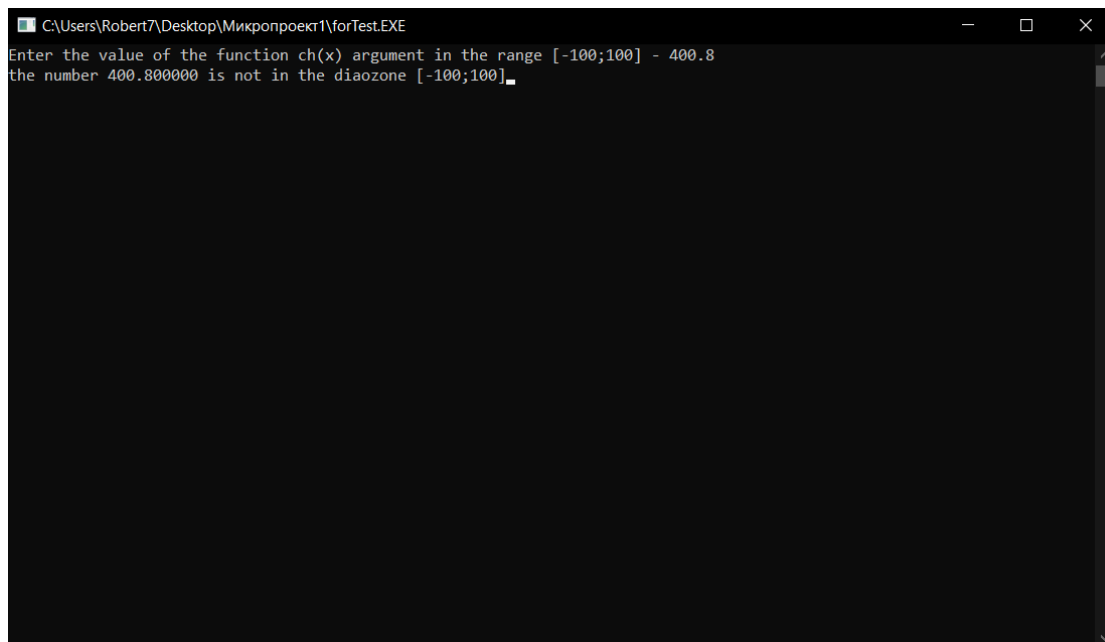 C:\Users\Robert7\Desktop\Микропроект1\forTest.EXE
Enter the value of the function ch(x) argument in the range [-100;100] - 400.8
the number 400.800000 is not in the diaozone [-100;100]